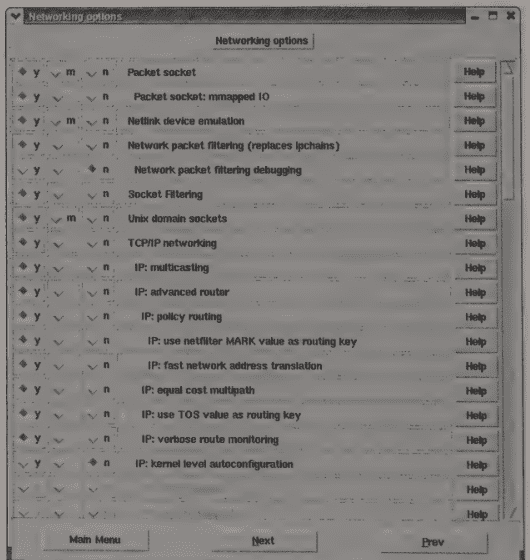 Networking options
Networking options
y m n Packet socket Help
y n Packet socket: mmapped IO Help
y m n Netlink device emulation Help
y n Network packet filtering (replaces ipchains) Help
y n Network packet filtering debugging Help
y n Socket Filtering Help
y m n Unix domain sockets Help
y n TCP/IP networking Help
y n IP: multicasting Help
y n IP: advanced router Help
y n IP: policy routing Help
y n IP: use netfilter MARK value as routing key Help
y n IP: fast network address translation Help
y n IP: equal cost multipath Help
y n IP: use TOS value as routing key Help
y n IP: verbose route monitoring Help
y n IP: kernel level autoconfiguration Help
Help
Help
Main Menu Next Prev